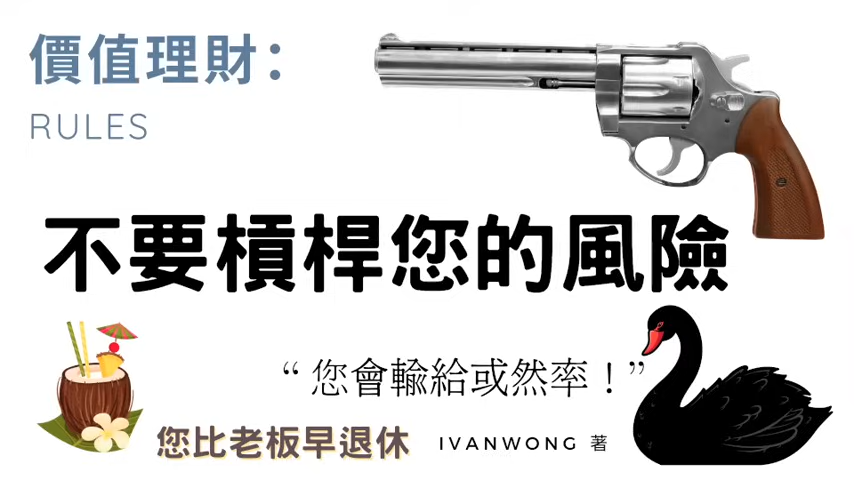 價值理財：
RULES
不要槓桿您的風險
“ 您會輸給或然率！”
您比老板早退休
IVANWONG 著